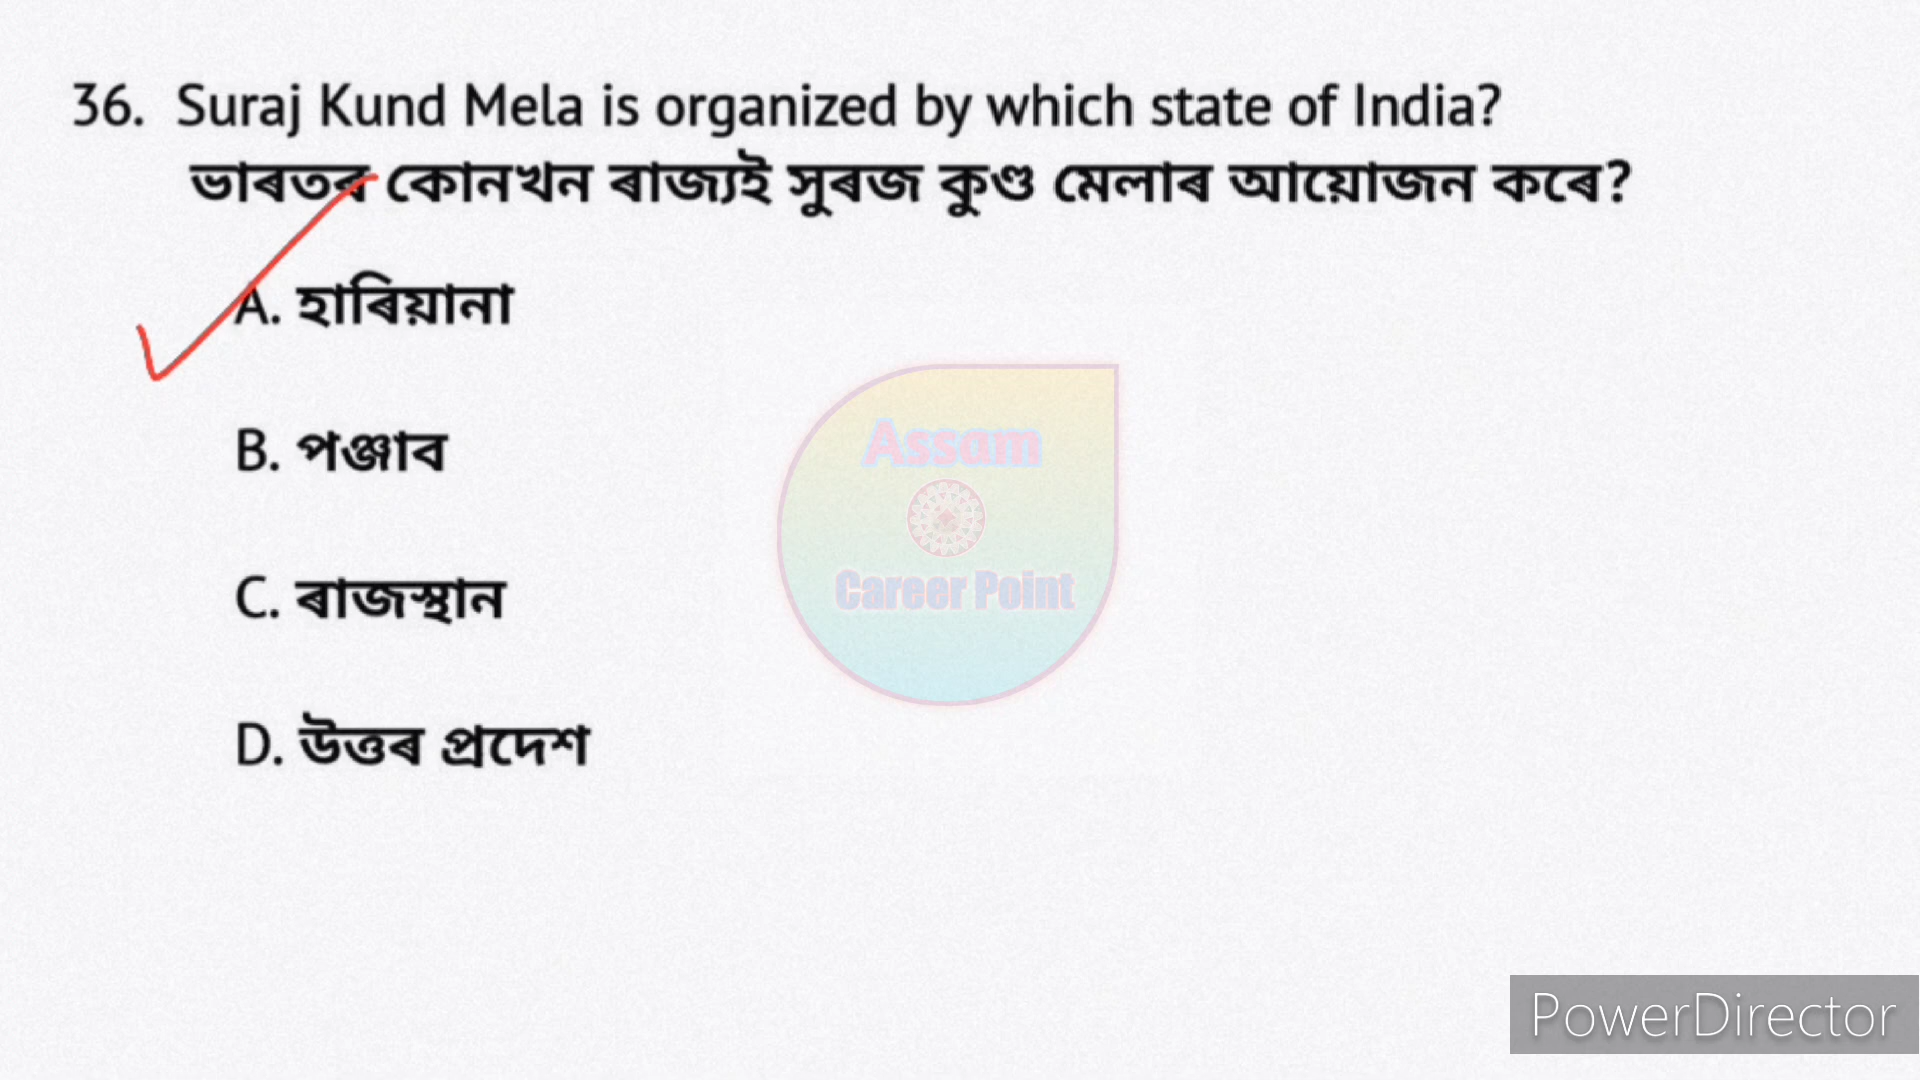 36. Suraj Kund Mela is organized by which state of India?
ভাৰতৰ কোনখন ৰাজ্যই সুৰজ কুণ্ড মেলাৰ আয়োজন কৰে?
A. হাৰিয়ানা
B. পঞ্জাব
C. ৰাজস্থান
D. উত্তৰ প্ৰদেশ
Assam
Career Point
PowerDirector